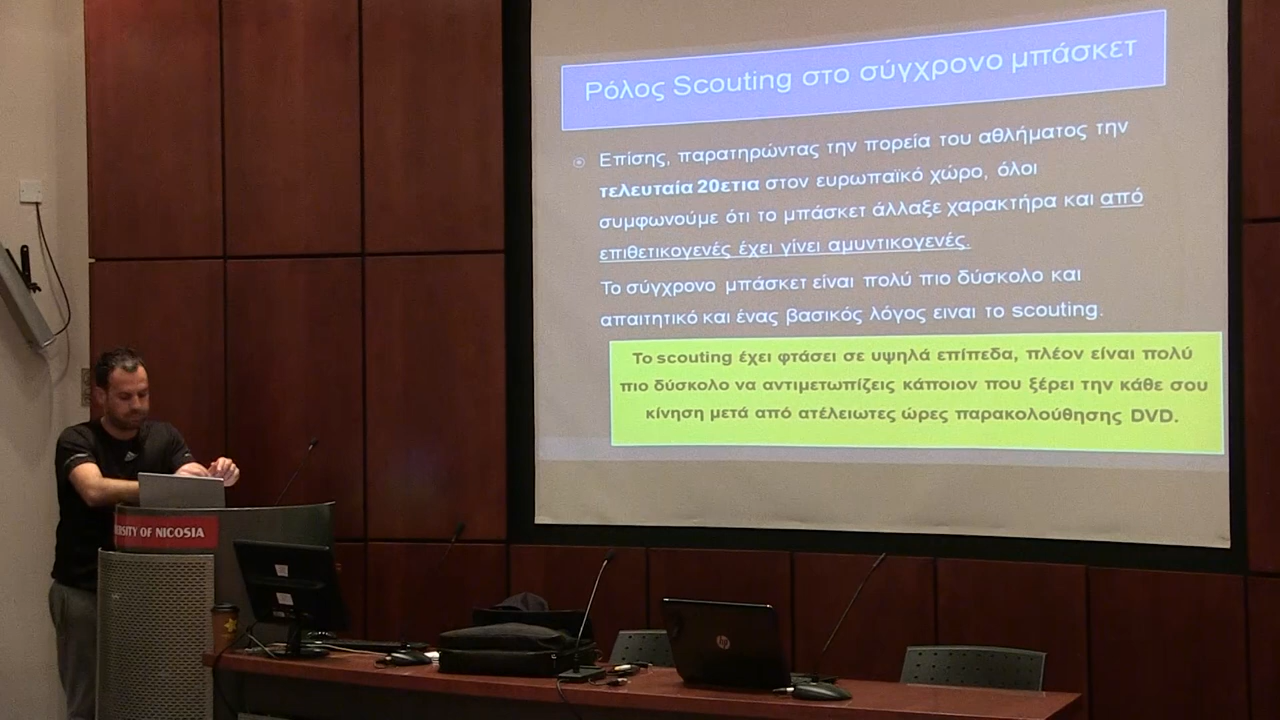 Ρόλος Scouting στο σύγχρονο μπάσκετ
Επίσης, παρατηρώντας την πορεία του αθλήματος την
τελευταία 20ετια στον ευρωπαϊκό χώρο, όλοι
συμφωνούμε ότι το μπάσκετ άλλαξε χαρακτήρα και από
επιθετικογενές έχει γίνει αμυντικογενές.
Το σύγχρονο μπάσκετ είναι πολύ πιο δύσκολο και
απαιτητικό και ένας βασικός λόγος ειναι το scouting.
Το scouting έχει φτάσει σε υψηλά επίπεδα, πλέον είναι πολύ
πιο δύσκολο να αντιμετωπίζεις κάποιον που ξέρει την κάθε σου
κίνηση μετά από ατέλειωτες ώρες παρακολούθησης DVD.
RSITY OF NICOSIA
hp